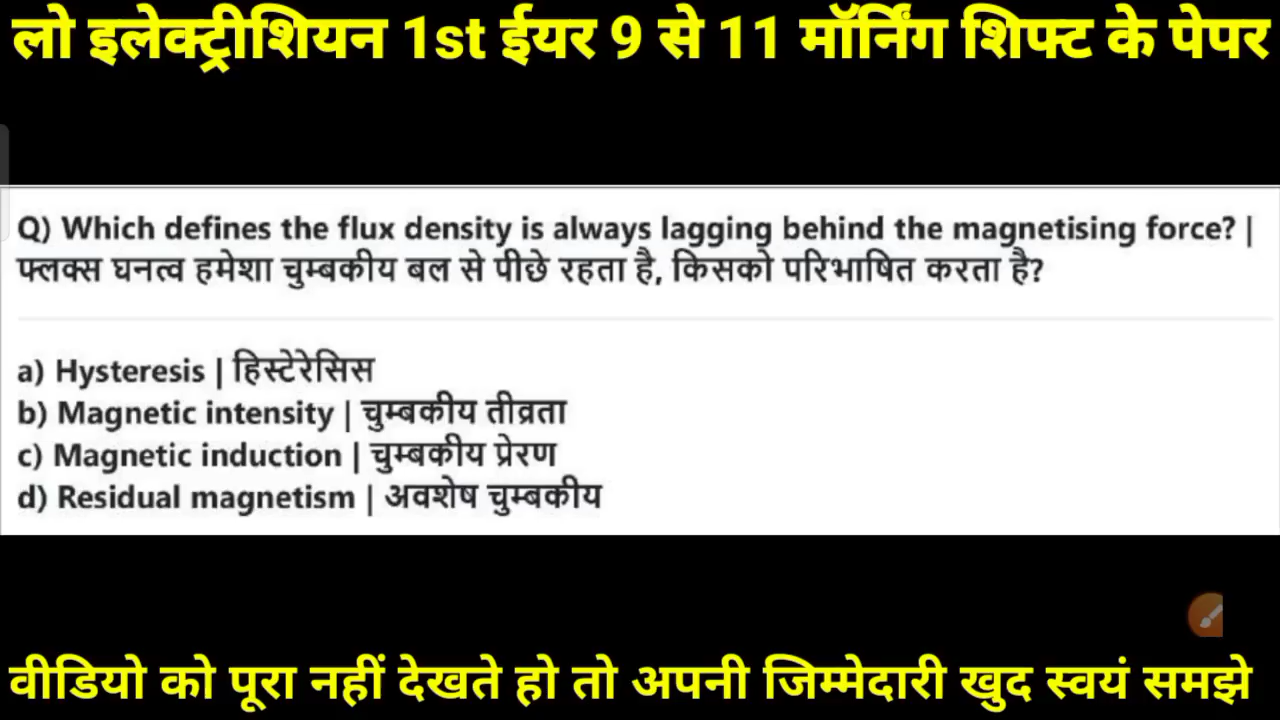 लो इलेक्ट्रीशियन 1st ईयर 9 से 11 मॉर्निंग शिफ्ट के पेपर
Q) Which defines the flux density is always lagging behind the magnetising force? |
फ्लक्स घनत्व हमेशा चुम्बकीय बल से पीछे रहता है, किसको परिभाषित करता है?
a) Hysteresis | हिस्टेरेसिस
b) Magnetic intensity | चुम्बकीय तीव्रता
c) Magnetic induction | चुम्बकीय प्रेरण
d) Residual magnetism | अवशेष चुम्बकीय
वीडियो को पूरा नहीं देखते हो तो अपनी जिम्मेदारी खुद स्वयं समझे